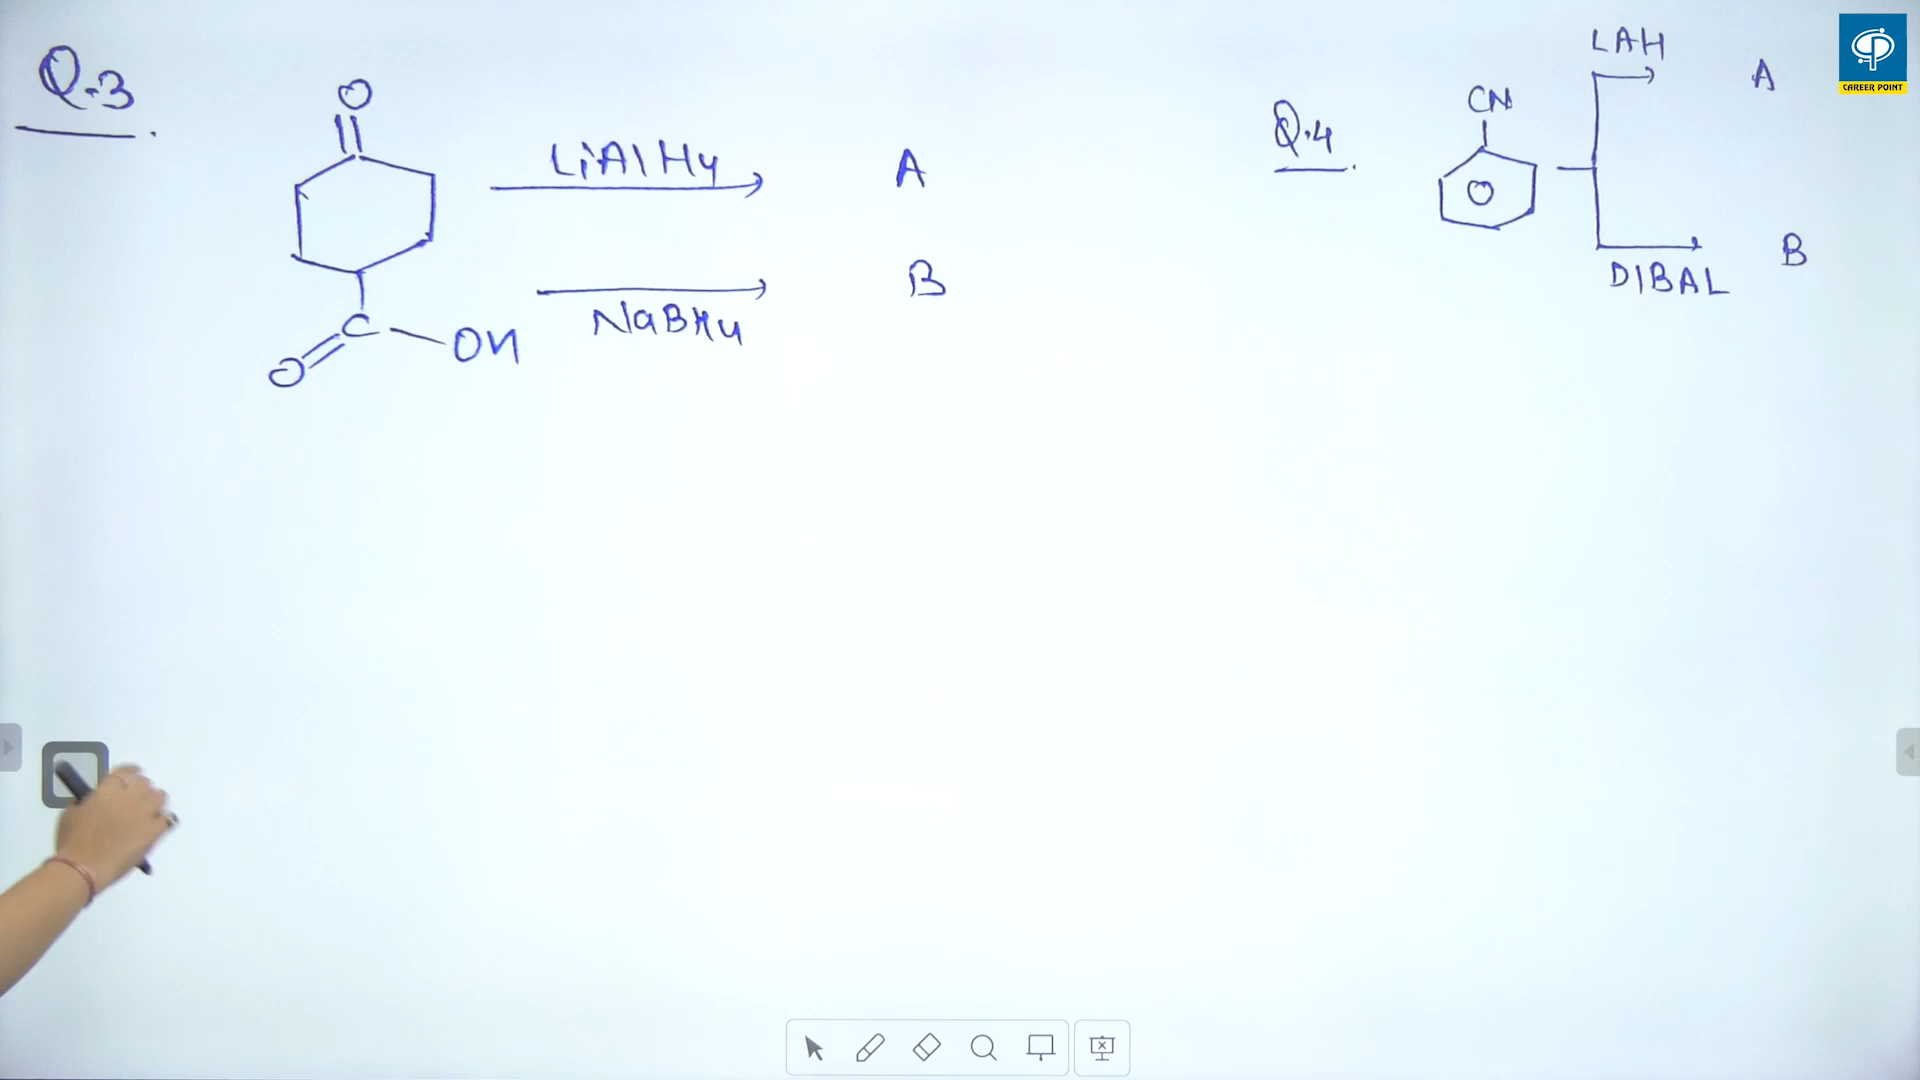 Q.3
O
LiAlH4
A
NaBH4
B
C
O
OH
Q.4
CN
LAH
A
DIBAL
B
CAREER POINT